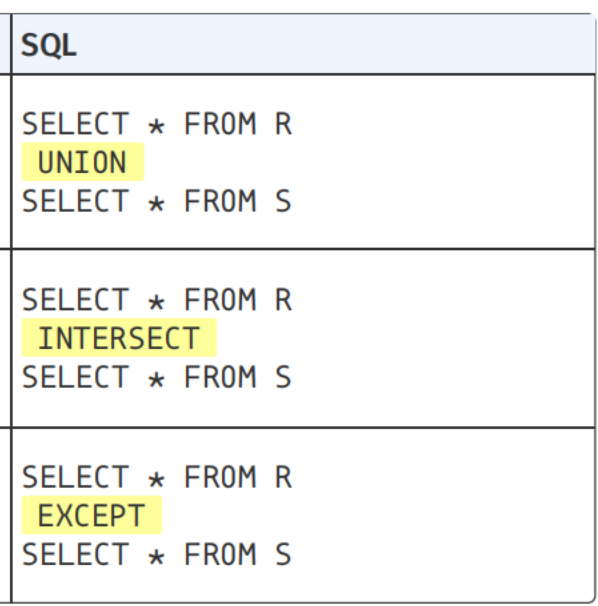 SQL
SELECT * FROM R
UNION
SELECT * FROM S
SELECT * FROM R
INTERSECT
SELECT * FROM S
SELECT * FROM R
EXCEPT
SELECT * FROM S